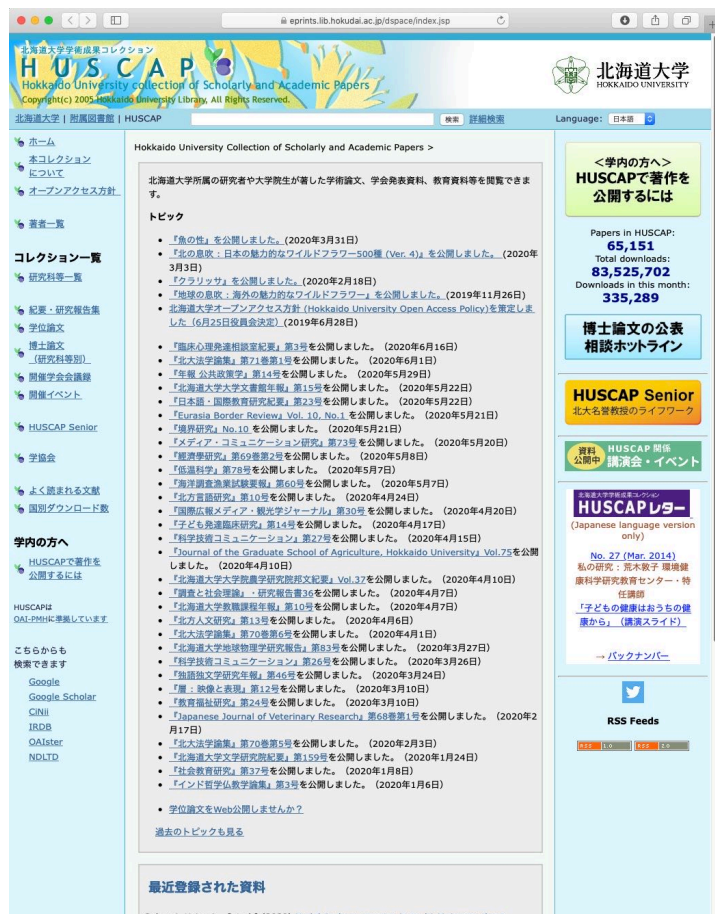 eprints.lib.hokudai.ac.jp/dspace/index.jsp
北海道大学学術成果コレクション
HUSCAP
Hokkaido University collection of Scholarly and Academic Papers
Copyright(c) 2005 Hokkaido University Library, All Rights Reserved.
北海道大学
HOKKAIDO UNIVERSITY
北海道大学 | 附属図書館 | HUSCAP
検索 詳細検索
Language: 日本語
ホーム
本コレクション
について
オープンアクセス方針
著者一覧
コレクション一覧
研究科等一覧
紀要・研究報告集
学位論文
博士論文
（研究科等別）
開催学会会議録
開催イベント
HUSCAP Senior
学協会
よく読まれる文献
国別ダウンロード数
学内の方へ
HUSCAPで著作を
公開するには
HUSCAPは
OAI-PMHに準拠しています
こちらからも
検索できます
Google
Google Scholar
CiNii
IRDB
OAIster
NDLTD
Hokkaido University Collection of Scholarly and Academic Papers >
北海道大学所属の研究者や大学院生が著した学術論文、学会発表資料、教育資料等を閲覧できま
す。
トピック
『魚の性』を公開しました。(2020年3月31日)
『北の息吹 : 日本の魅力的なワイルドフラワー500種 (Ver. 4)』を公開しました。 (2020年
3月3日)
『クラリッサ』を公開しました。(2020年2月18日)
『地球の息吹 : 海外の魅力的なワイルドフラワー』を公開しました。(2019年11月26日)
北海道大学オープンアクセス方針 (Hokkaido University Open Access Policy)を策定しま
した（6月25日役員会決定）(2019年6月28日)
『臨床心理発達相談室紀要』第3号を公開しました。（2020年6月16日）
『北大法学論集』第71巻第1号を公開しました。（2020年6月1日）
『年報 公共政策学』第14号を公開しました。（2020年5月29日）
『北海道大学大学文書館年報』第15号を公開しました。（2020年5月22日）
『日本語・国際教育研究紀要』第23号を公開しました。（2020年5月22日）
『Eurasia Border Review』Vol. 10, No.1 を公開しました。（2020年5月21日）
『境界研究』No.10 を公開しました。（2020年5月21日）
『メディア・コミュニケーション研究』第73号 を公開しました。（2020年5月20日）
『經濟學研究』第69巻第2号を公開しました。（2020年5月8日）
『低温科学』第78号を公開しました。（2020年5月7日）
『海洋調査漁業試験要報』第60号を公開しました。（2020年5月7日）
『北方言語研究』第10号を公開しました。（2020年4月24日）
『国際広報メディア・観光学ジャーナル』第30号 を公開しました。（2020年4月20日）
『子ども発達臨床研究』第14号を公開しました。（2020年4月17日）
『科学技術コミュニケーション』第27号を公開しました。（2020年4月15日）
『Journal of the Graduate School of Agriculture, Hokkaido University』Vol.75を公開
しました。（2020年4月10日）
『北海道大学大学院農学研究院邦文紀要』Vol.37を公開しました。（2020年4月10日）
『調査と社会理論』・研究報告書36を公開しました。（2020年4月7日）
『北海道大学教職課程年報』第10号を公開しました。（2020年4月7日）
『北方人文研究』第13号を公開しました。（2020年4月6日）
『北大法学論集』第70巻第6号を公開しました。（2020年4月1日）
『北海道大学地球物理学研究報告』第83号を公開しました。（2020年3月27日）
『科学技術コミュニケーション』第26号を公開しました。（2020年3月26日）
『独語独文学研究年報』第46号を公開しました。（2020年3月24日）
『層 : 映像と表現』第12号を公開しました。（2020年3月10日）
『教育福祉研究』第24号を公開しました。（2020年3月10日）
『Japanese Journal of Veterinary Research』第68巻第1号を公開しました。（2020年2
月17日）
『北大法学論集』第70巻第5号を公開しました。（2020年2月3日）
『北海道大学文学研究院紀要』第159号を公開しました。（2020年1月24日）
『社会教育研究』第37号を公開しました。（2020年1月8日）
『インド哲学仏教学論集』第3号を公開しました。（2020年1月6日）
学位論文をWeb公開しませんか？
過去のトピックも見る
最近登録された資料
＜学内の方へ＞
HUSCAPで著作を
公開するには
Papers in HUSCAP:
65,151
Total downloads:
83,525,702
Downloads in this month:
335,289
博士論文の公表
相談ホットライン
HUSCAP Senior
北大名誉教授のライフワーク
資料
公開中
HUSCAP 関係
講演会・イベント
北海道大学学術成果コレクション
HUSCAPレター
(Japanese language version
only)
No. 27 (Mar. 2014)
私の研究 : 荒木敦子 環境健
康科学研究教育センター・特
任講師
「子どもの健康はおうちの健
康から」（講演スライド）
→ バックナンバー
RSS Feeds
RSS 1.0 RSS 2.0